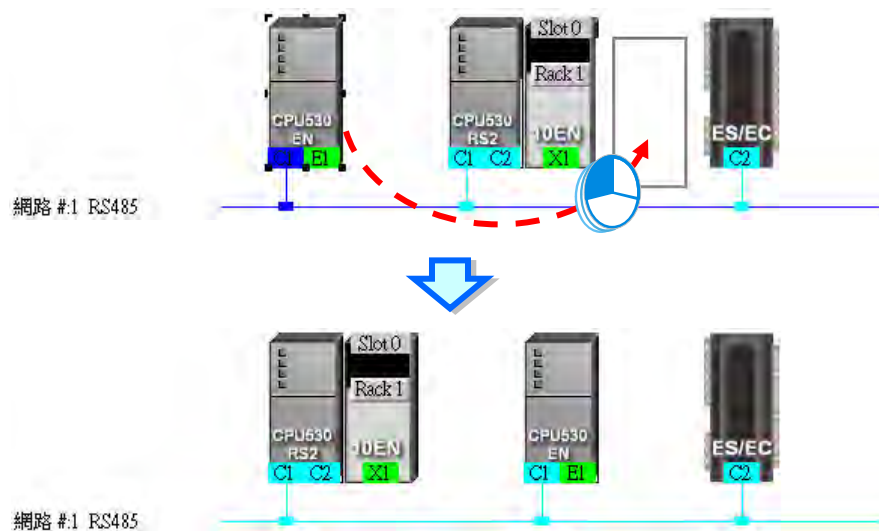 Slot 0
Rack 1
CPU530
EN
CPU530
RS2
10EN
ES/EC
C1 E1
C1 C2
X1
C2
網路 #:1 RS485
Slot 0
Rack 1
CPU530
RS2
10EN
CPU530
EN
ES/EC
C1 C2
X1
C1 E1
C2
網路 #:1 RS485